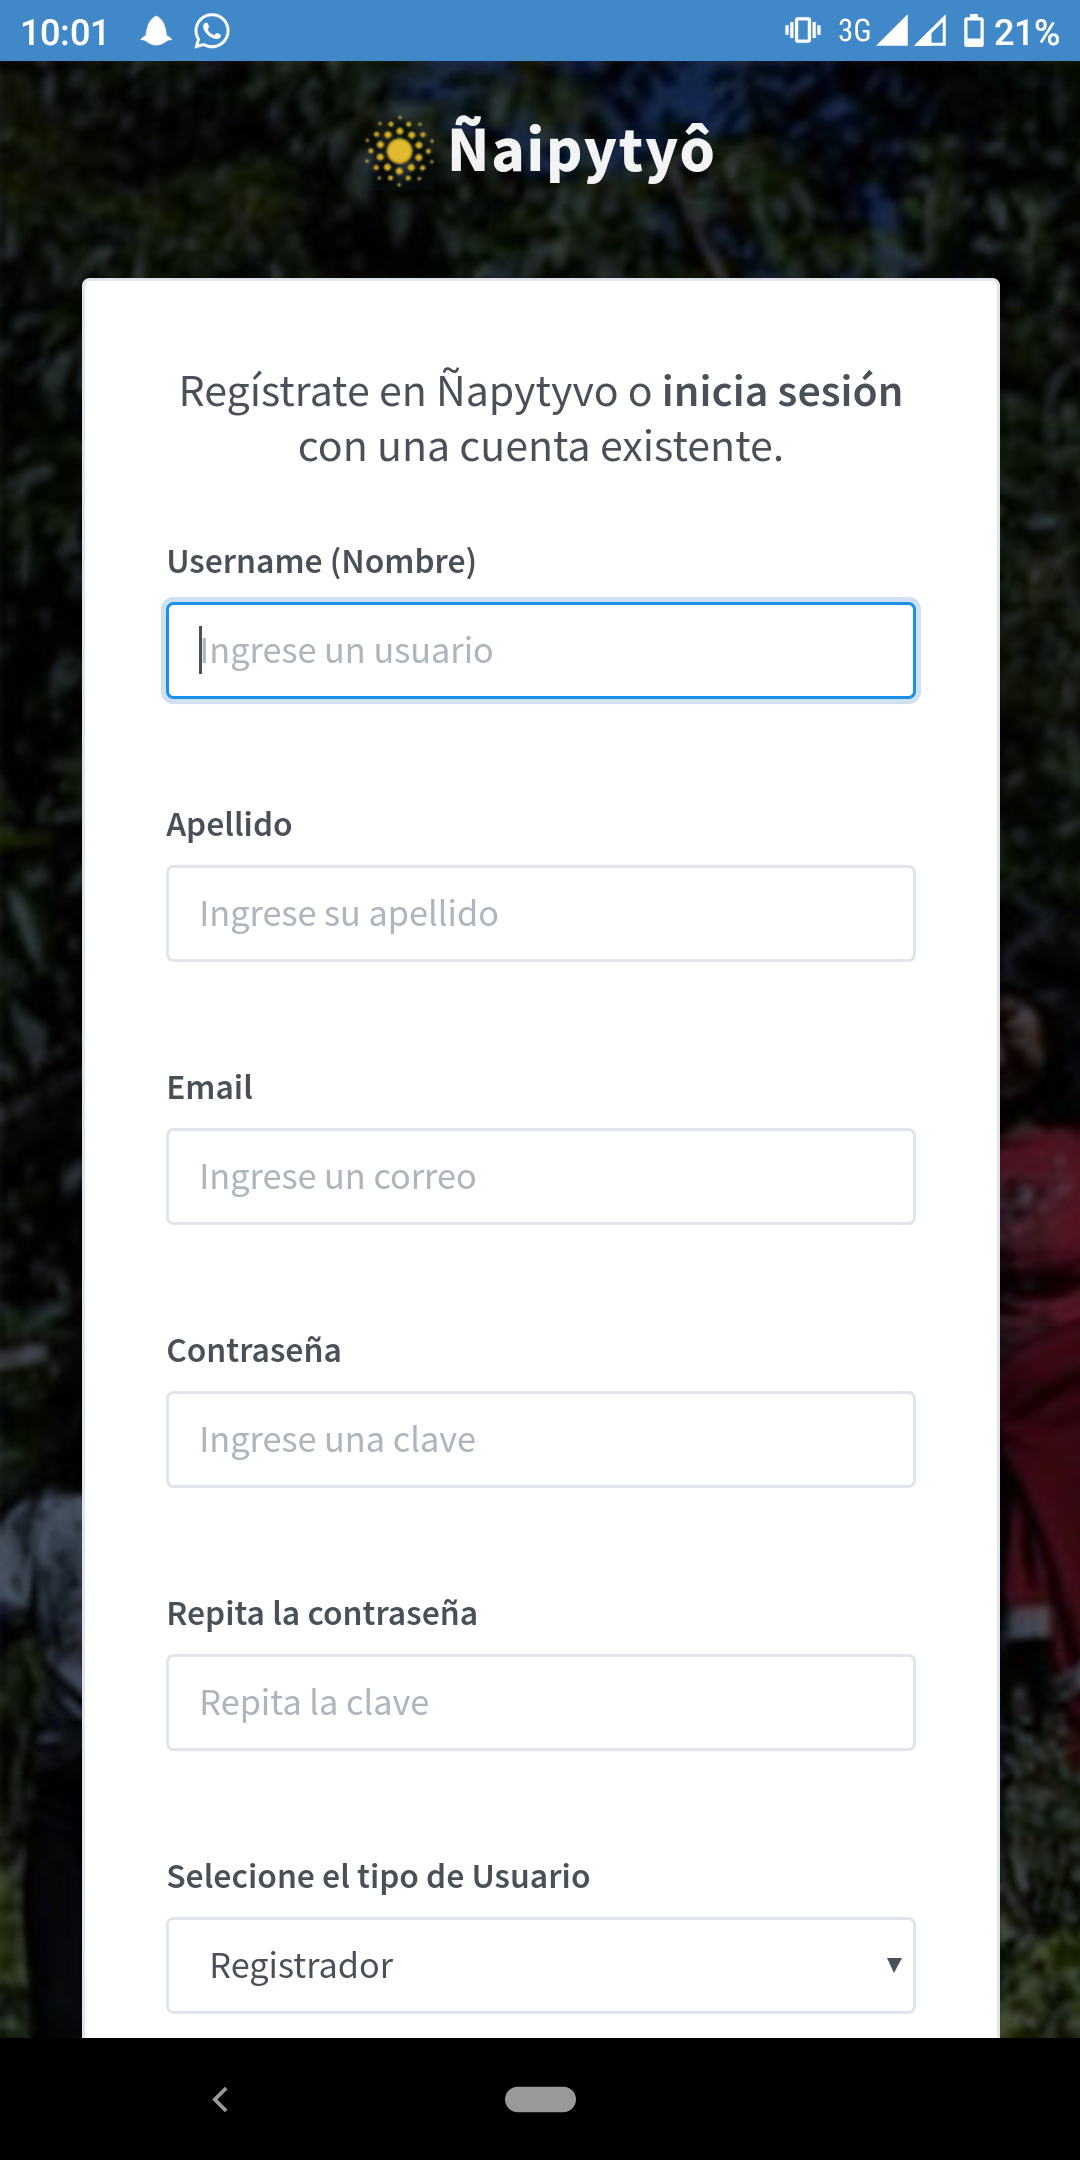 10:01 3G 21%
Ñaipytyô
Regístrate en Ñapytyvo o inicia sesión
con una cuenta existente.
Username (Nombre)
Ingrese un usuario
Apellido
Ingrese su apellido
Email
Ingrese un correo
Contraseña
Ingrese una clave
Repita la contraseña
Repita la clave
Selecione el tipo de Usuario
Registrador